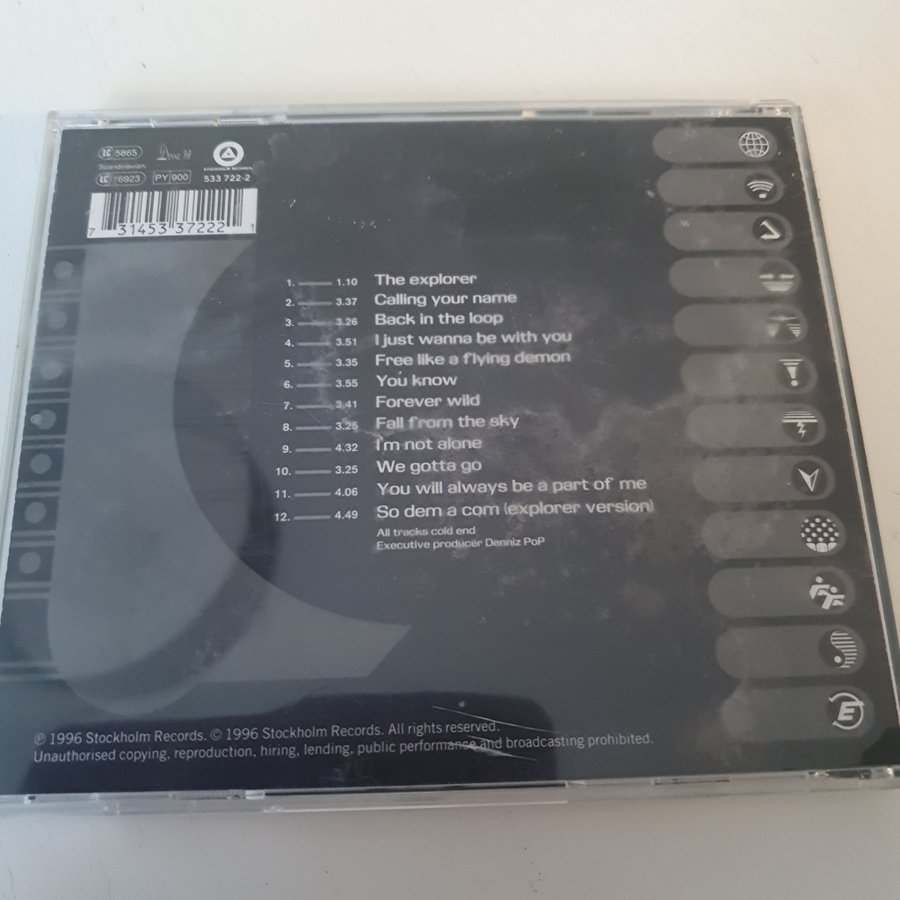 LC 5865
Scandinavian
LC 6923
PY 900
STOCKHOLM RECORDS
533 722-2
7 31453 37222 1
1. 1.10 The explorer
2. 3.37 Calling your name
3. 3.26 Back in the loop
4. 3.51 I just wanna be with you
5. 3.35 Free like a flying demon
6. 3.55 You know
7. 3.41 Forever wild
8. 3.26 Fall from the sky
9. 4.32 I'm not alone
10. 3.25 We gotta go
11. 4.06 You will always be a part of me
12. 4.49 So dem a com (explorer version)
All tracks cold end
Executive producer Denniz PoP
℗ 1996 Stockholm Records. © 1996 Stockholm Records. All rights reserved.
Unauthorised copying, reproduction, hiring, lending, public performance and broadcasting prohibited.
E